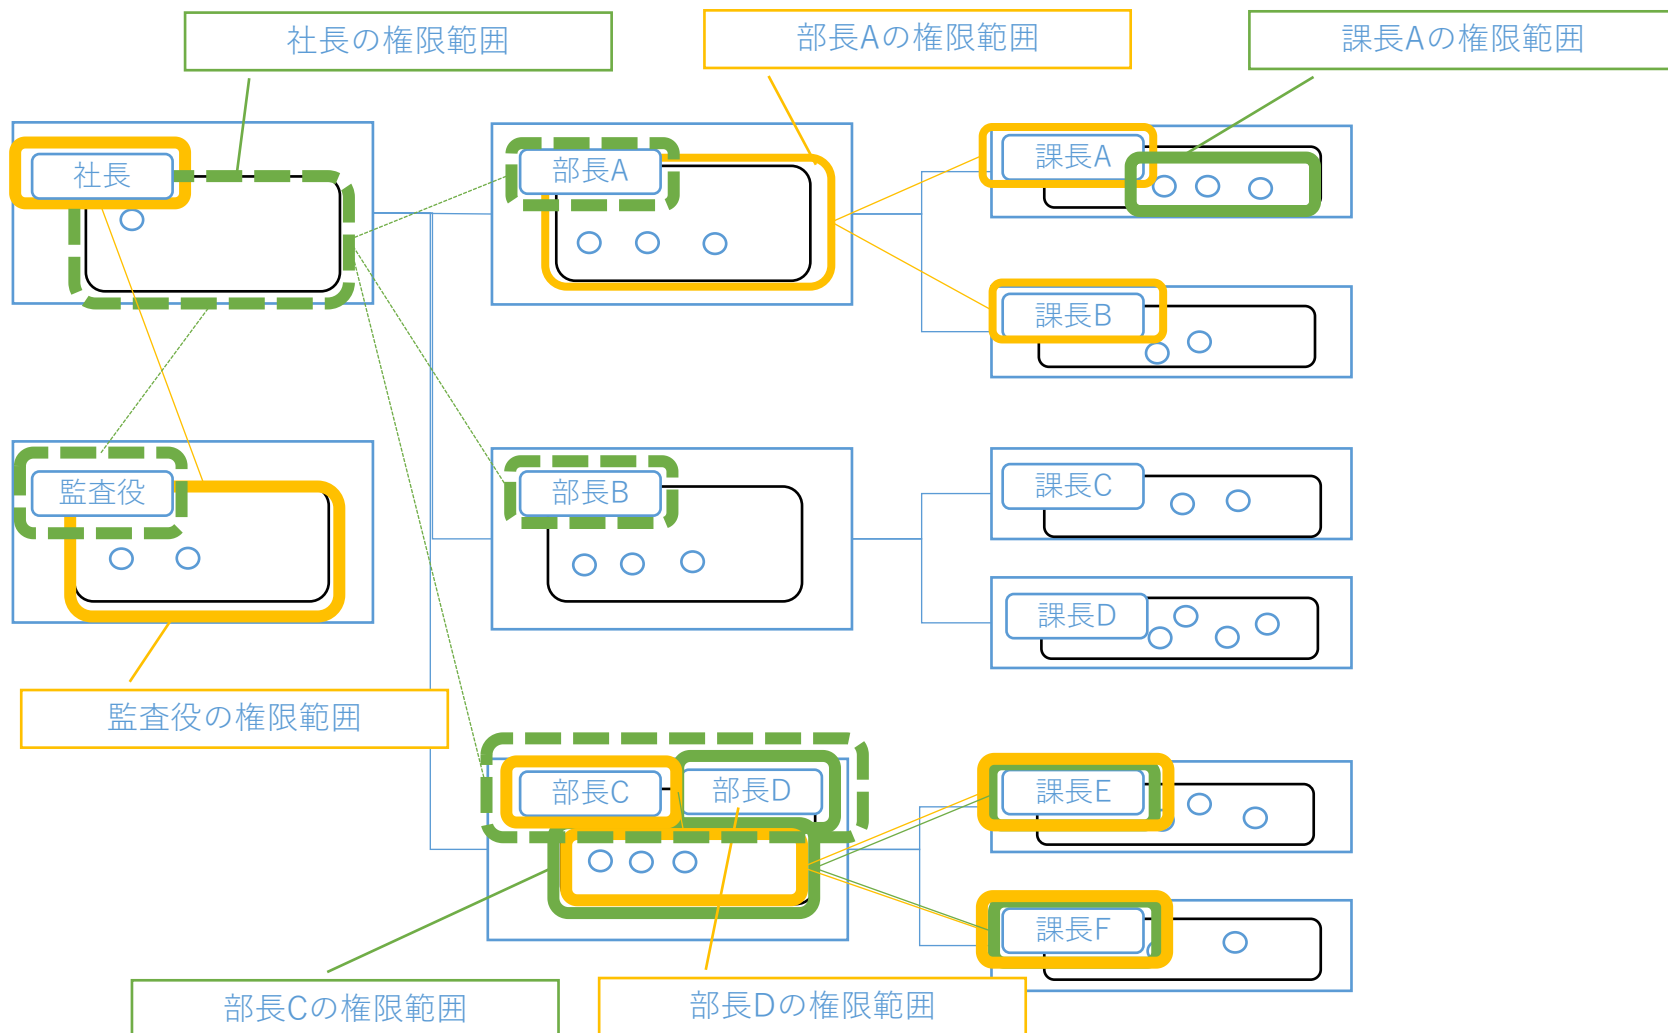 社長の権限範囲
部長Aの権限範囲
課長Aの権限範囲
社長
部長A
課長A
課長B
監査役
部長B
課長C
課長D
監査役の権限範囲
部長C
部長D
課長E
課長F
部長Cの権限範囲
部長Dの権限範囲